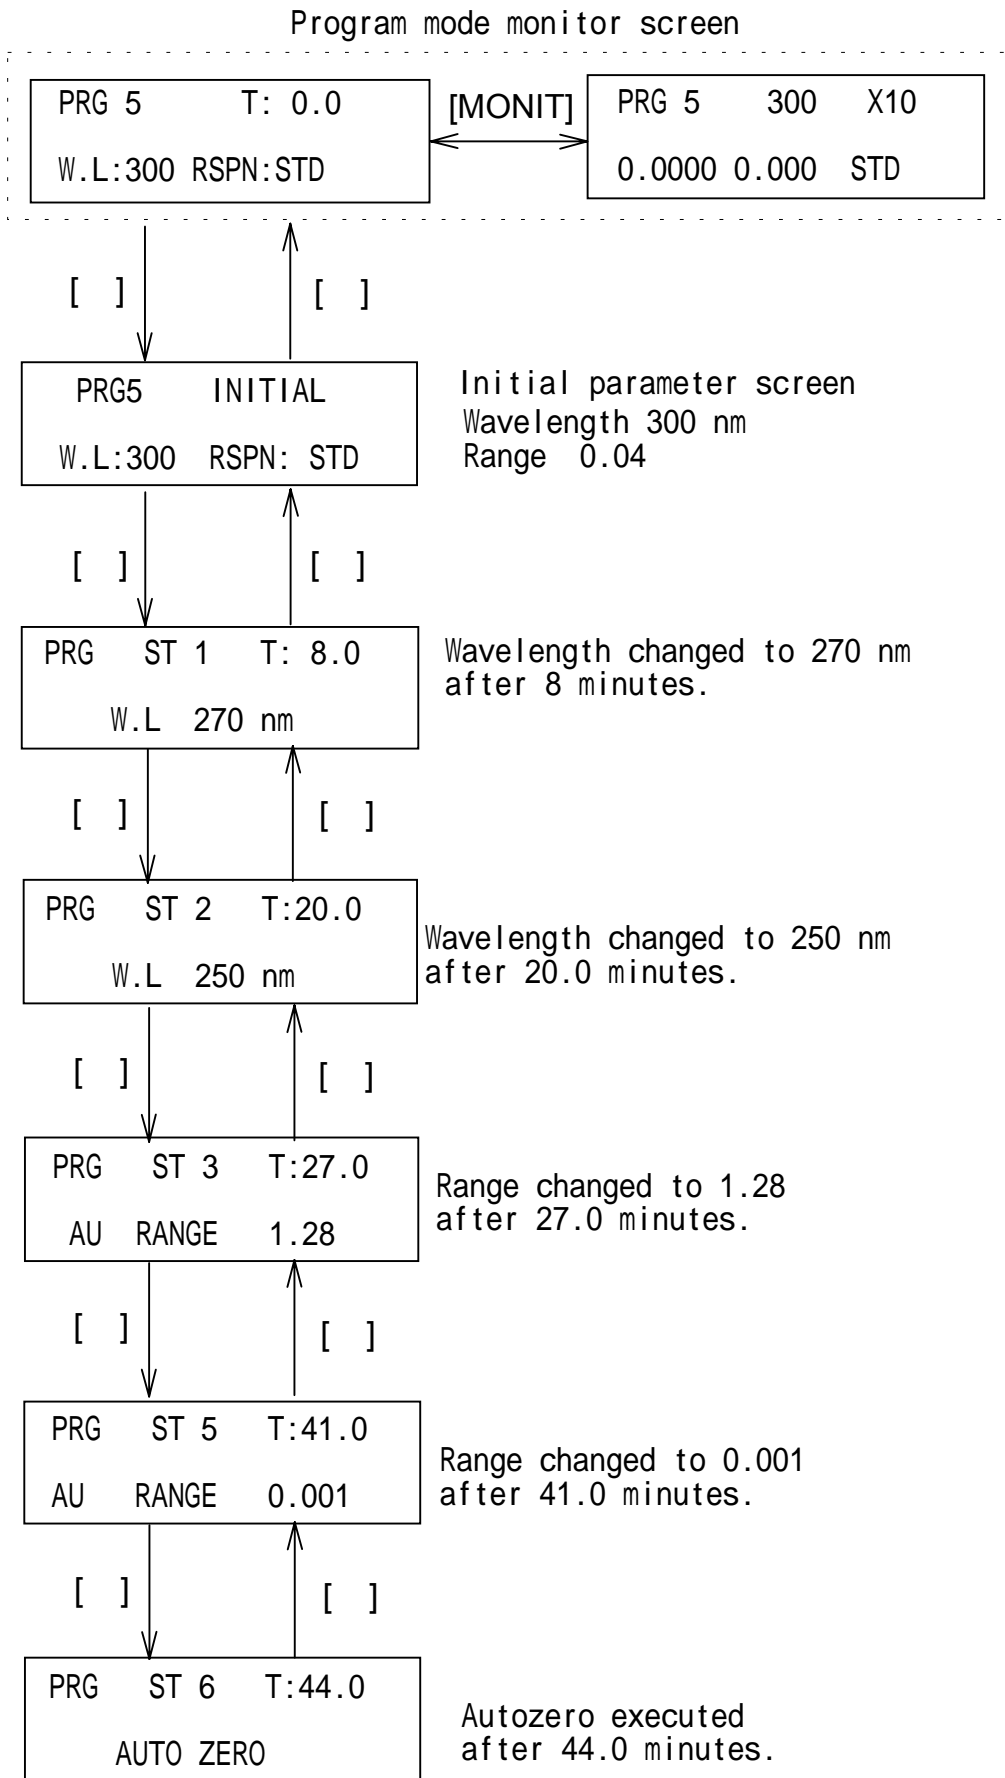 Program mode monitor screen
PRG 5 T: 0.0
W.L:300 RSPN:STD
[MONIT]
PRG 5 300 X10
0.0000 0.000 STD
[ ] [ ]
PRG5 INITIAL
W.L:300 RSPN: STD
Initial parameter screen
Wavelength 300 nm
Range 0.04
[ ] [ ]
PRG ST 1 T: 8.0
W.L 270 nm
Wavelength changed to 270 nm
after 8 minutes.
[ ] [ ]
PRG ST 2 T:20.0
W.L 250 nm
Wavelength changed to 250 nm
after 20.0 minutes.
[ ] [ ]
PRG ST 3 T:27.0
AU RANGE 1.28
Range changed to 1.28
after 27.0 minutes.
[ ] [ ]
PRG ST 5 T:41.0
AU RANGE 0.001
Range changed to 0.001
after 41.0 minutes.
[ ] [ ]
PRG ST 6 T:44.0
AUTO ZERO
Autozero executed
after 44.0 minutes.